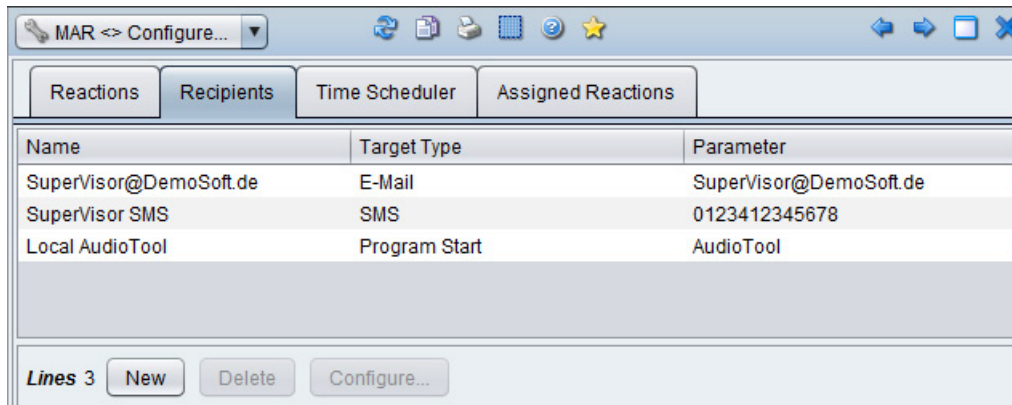 MAR <> Configure...
Reactions Recipients Time Scheduler Assigned Reactions
Name Target Type Parameter
SuperVisor@DemoSoft.de E-Mail SuperVisor@DemoSoft.de
SuperVisor SMS SMS 0123412345678
Local AudioTool Program Start AudioTool
Lines 3 New Delete Configure...